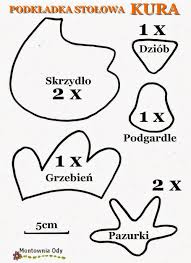 PODKŁADKA STOŁOWA KURA
Skrzydło
2 x
1 x
Dziób
1 x
Podgardle
1 x
Grzebień
2 x
Pazurki
5cm
Montownia Ody